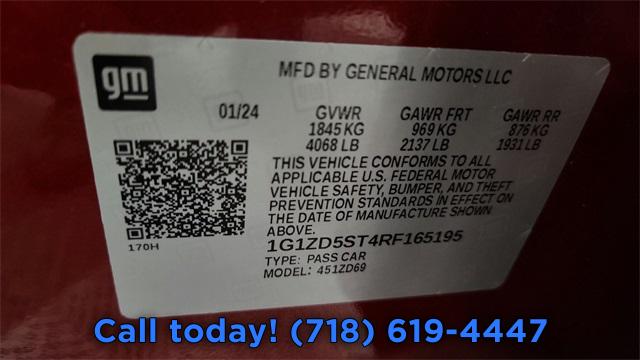 gm
MFD BY GENERAL MOTORS LLC
01/24 GVWR GAWR FRT GAWR RR
1845 KG 969 KG 876 KG
4068 LB 2137 LB 1931 LB
THIS VEHICLE CONFORMS TO ALL
APPLICABLE U.S. FEDERAL MOTOR
VEHICLE SAFETY, BUMPER, AND THEFT
PREVENTION STANDARDS IN EFFECT ON
THE DATE OF MANUFACTURE SHOWN
ABOVE.
1G1ZD5ST4RF165195
TYPE: PASS CAR
MODEL: 451ZD69
170H
Call today! (718) 619-4447